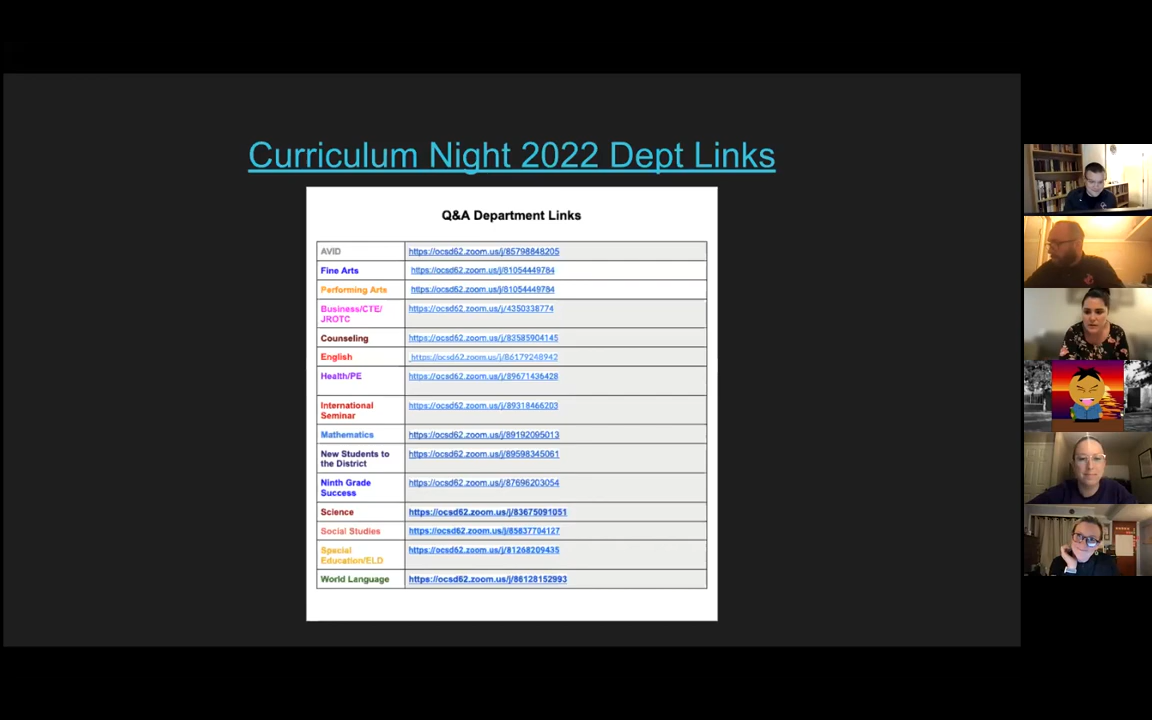 Curriculum Night 2022 Dept Links
Q&A Department Links
AVID https://ocsd62.zoom.us/j/85798848205
Fine Arts https://ocsd62.zoom.us/j/81054449784
Performing Arts https://ocsd62.zoom.us/j/81054449784
Business/CTE/ https://ocsd62.zoom.us/j/4350338774
JROTC
Counseling https://ocsd62.zoom.us/j/83585904145
English https://ocsd62.zoom.us/j/86179248942
Health/PE https://ocsd62.zoom.us/j/89671436428
International https://ocsd62.zoom.us/j/89318466203
Seminar
Mathematics https://ocsd62.zoom.us/j/89192095013
New Students to https://ocsd62.zoom.us/j/89598345061
the District
Ninth Grade https://ocsd62.zoom.us/j/87696203054
Success
Science https://ocsd62.zoom.us/j/83675091051
Social Studies https://ocsd62.zoom.us/j/85837704127
Special https://ocsd62.zoom.us/j/81268209435
Education/ELD
World Language https://ocsd62.zoom.us/j/86128152993